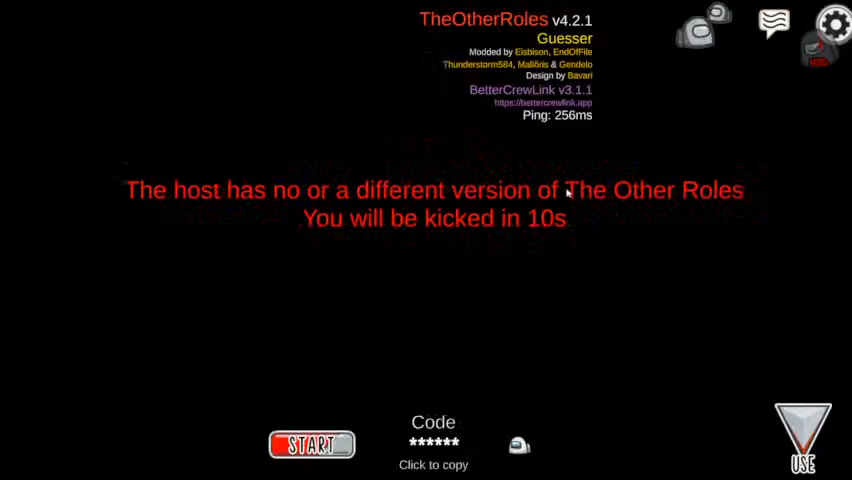 TheOtherRoles v4.2.1
Guesser
Modded by Eisbison, EndOfFile
Thunderstorm584, Mallöris & Gendelo
Design by Bavari
BetterCrewLink v3.1.1
https://bettercrewlink.app
Ping: 256ms
MOD
The host has no or a different version of The Other Roles
You will be kicked in 10s
START
Code
******
Click to copy
USE